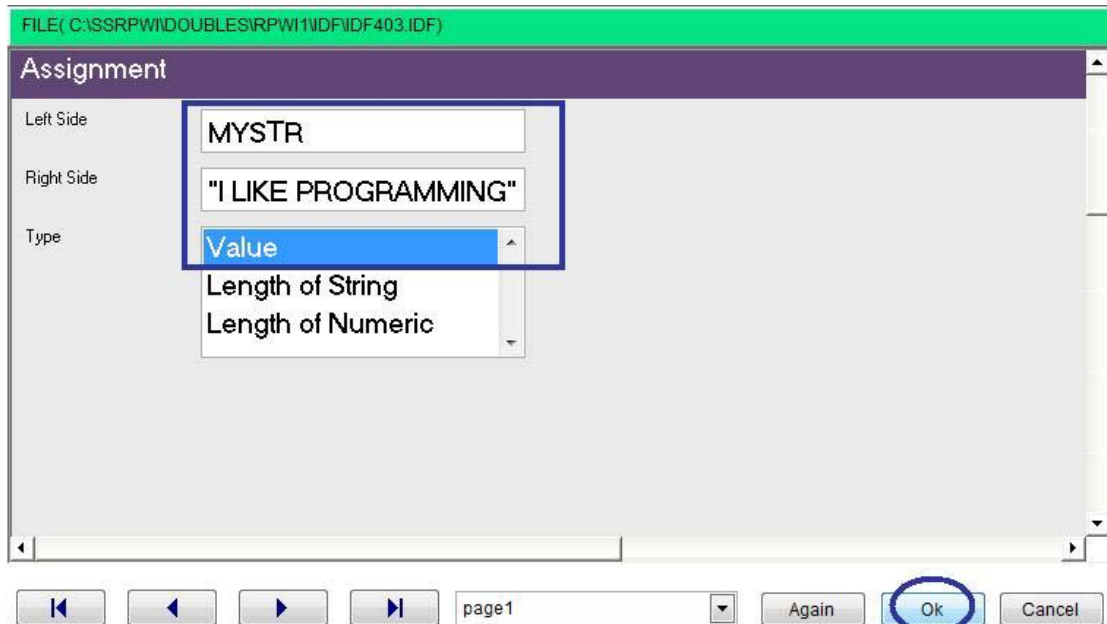 FILE( C:\SSRPWI\DOUBLES\RPWI1\IDF\IDF403.IDF)
Assignment
Left Side
MYSTR
Right Side
"I LIKE PROGRAMMING"
Type
Value
Length of String
Length of Numeric
page1 Again Ok Cancel